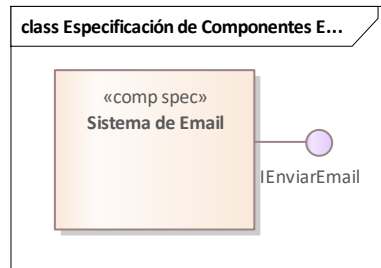 class Especificación de Componentes E...
«comp spec»
Sistema de Email
IEnviarEmail